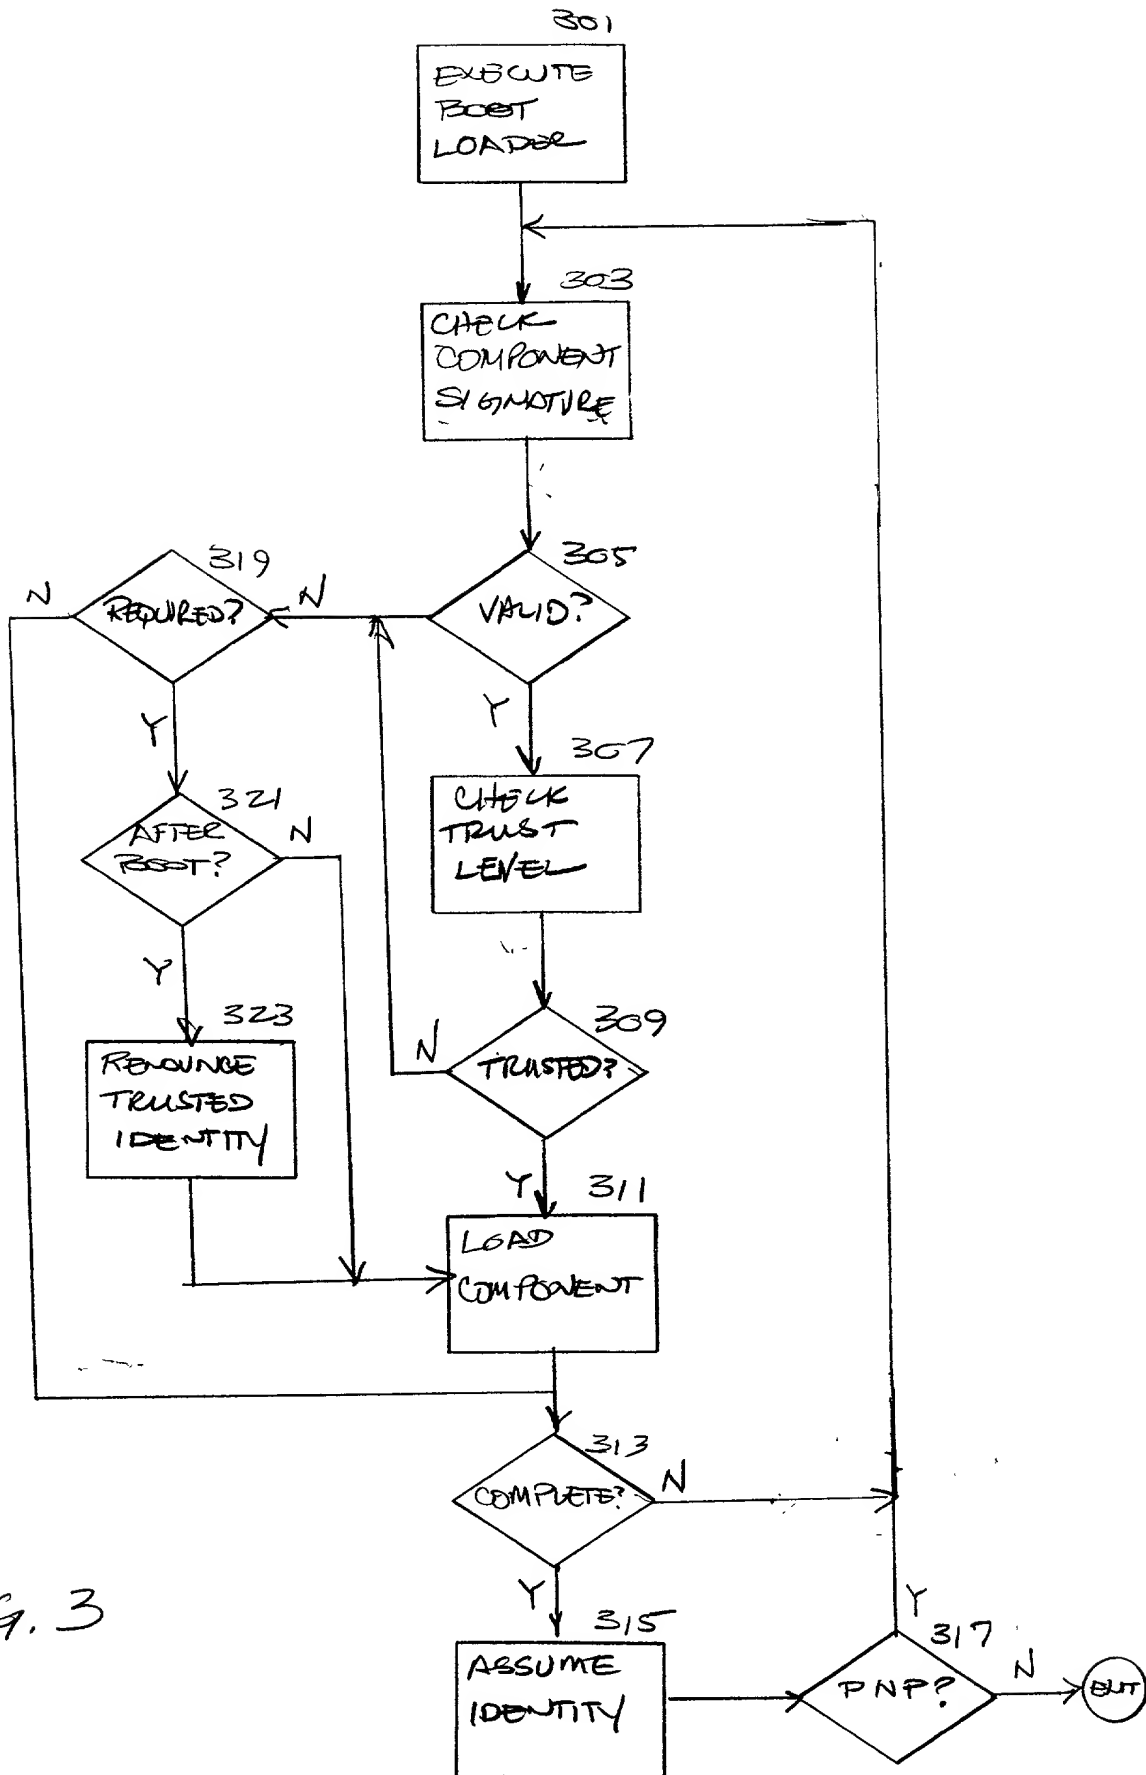 301
EXECUTE
BOOT
LOADER
303
CHECK
COMPONENT
SIGNATURE
305
VALID?
N
319
REQUIRED?
N
Y
Y
307
CHECK
TRUST
LEVEL
321
AFTER
BOOT?
N
Y
309
TRUSTED?
N
323
RENOUNCE
TRUSTED
IDENTITY
Y
311
LOAD
COMPONENT
313
COMPLETE?
N
Y
315
ASSUME
IDENTITY
Y
317
PNP?
N
EXIT
G. 3